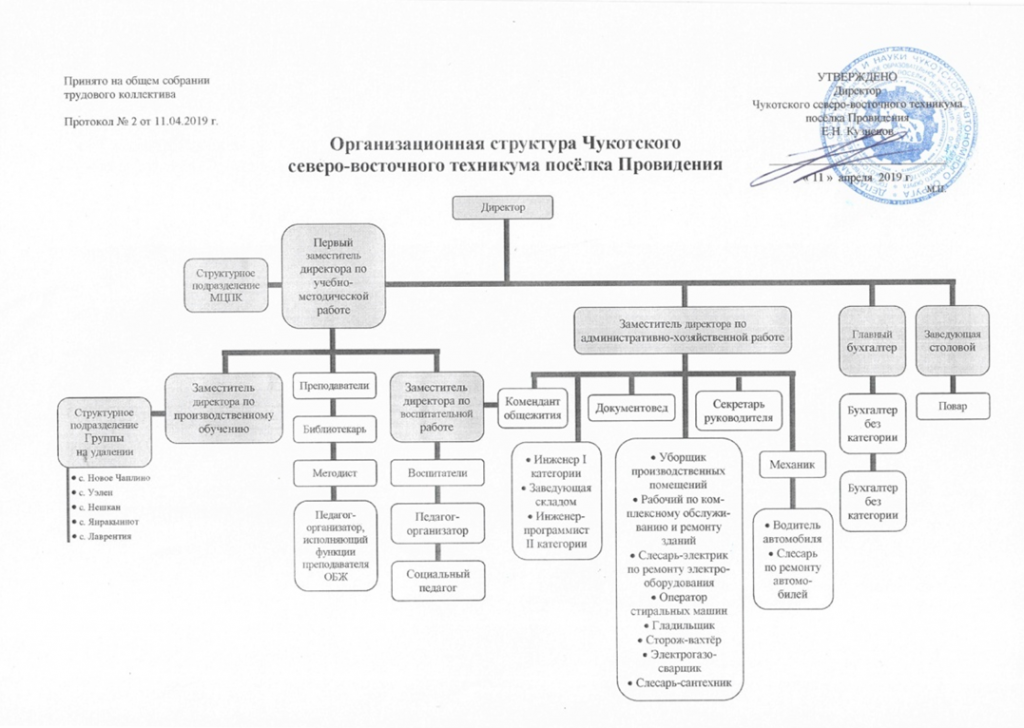 Принято на общем собрании
трудового коллектива
Протокол № 2 от 11.04.2019 г.
УТВЕРЖДЕНО
Директор
Чукотского северо-восточного техникума
посёлка Провидения
Е.Н. Кузнецов
« 11 » апреля 2019 г.
М.П.
Организационная структура Чукотского
северо-восточного техникума посёлка Провидения
Директор
Первый
заместитель
директора по
учебно-
методической
работе
Структурное
подразделение
МЦПК
Заместитель директора по
административно-хозяйственной работе
Главный
бухгалтер
Заведующая
столовой
Заместитель
директора по
производственному
обучению
Преподаватели
Заместитель
директора по
воспитательной
работе
Структурное
подразделение
Группы
на удалении
• с. Новое Чаплино
• с. Уэлен
• с. Нешкан
• с. Янракыннот
• с. Лаврентия
Библиотекарь
Методист
Педагог-
организатор,
исполняющий
функции
преподавателя
ОБЖ
Воспитатели
Педагог-
организатор
Социальный
педагог
Комендант
общежития
Документовед
Секретарь
руководителя
• Инженер I
категории
• Заведующая
складом
• Инженер-
программист
II категории
• Уборщик
производственных
помещений
• Рабочий по ком-
плексному обслужи-
ванию и ремонту
зданий
• Слесарь-электрик
по ремонту электро-
оборудования
• Оператор
стиральных машин
• Гладильщик
• Сторож-вахтёр
• Электрогазо-
сварщик
• Слесарь-сантехник
Механик
• Водитель
автомобиля
• Слесарь
по ремонту
автомо-
билей
Бухгалтер
без
категории
Бухгалтер
без
категории
Повар